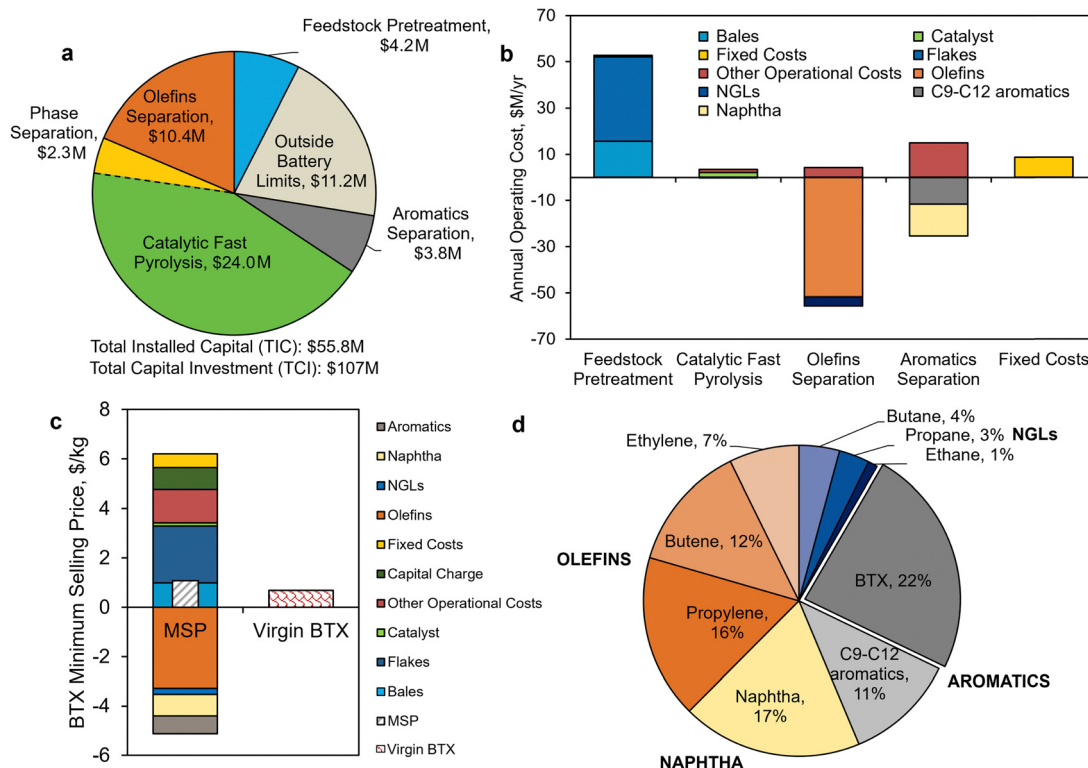 a
Feedstock Pretreatment,
$4.2M
Olefins
Separation,
$10.4M
Phase
Separation,
$2.3M
Outside
Battery
Limits, $11.2M
Aromatics
Separation,
$3.8M
Catalytic Fast
Pyrolysis, $24.0M
Total Installed Capital (TIC): $55.8M
Total Capital Investment (TCI): $107M
b
Annual Operating Cost, $M/yr
70
50
30
10
-10
-30
-50
-70
Bales
Catalyst
Fixed Costs
Flakes
Other Operational Costs
Olefins
NGLs
C9-C12 aromatics
Naphtha
Feedstock
Pretreatment
Catalytic Fast
Pyrolysis
Olefins
Separation
Aromatics
Separation
Fixed Costs
c
BTX Minimum Selling Price, $/kg
8
6
4
2
0
-2
-4
-6
MSP
Virgin BTX
Aromatics
Naphtha
NGLs
Olefins
Fixed Costs
Capital Charge
Other Operational Costs
Catalyst
Flakes
Bales
MSP
Virgin BTX
d
Butane, 4%
Propane, 3% NGLs
Ethane, 1%
Ethylene, 7%
Butene, 12%
OLEFINS
BTX, 22%
Propylene,
16%
C9-C12
aromatics,
11%
AROMATICS
Naphtha,
17%
NAPHTHA